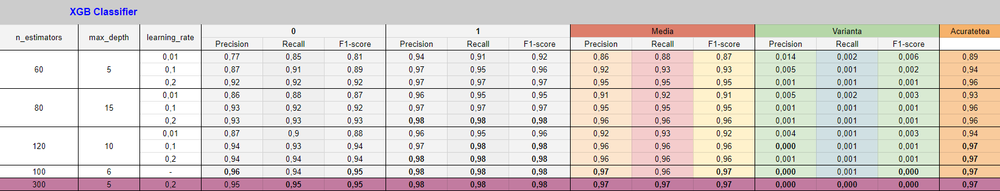 XGB Classifier
n_estimators max_depth learning_rate 0 1 Media Varianta Acuratetea
Precision Recall F1-score Precision Recall F1-score Precision Recall F1-score Precision Recall F1-score
60 5 0,01 0,77 0,85 0,81 0,94 0,91 0,92 0,86 0,88 0,87 0,014 0,002 0,006 0,89
0,1 0,87 0,91 0,89 0,97 0,95 0,96 0,92 0,93 0,93 0,005 0,001 0,002 0,94
0,2 0,92 0,92 0,92 0,97 0,97 0,97 0,95 0,95 0,95 0,001 0,001 0,001 0,96
80 15 0,01 0,86 0,88 0,87 0,96 0,95 0,95 0,91 0,92 0,91 0,005 0,002 0,003 0,93
0,1 0,93 0,92 0,93 0,97 0,97 0,97 0,95 0,95 0,95 0,001 0,001 0,001 0,96
0,2 0,93 0,93 0,93 0,98 0,98 0,98 0,96 0,96 0,96 0,001 0,001 0,001 0,96
120 10 0,01 0,87 0,9 0,88 0,96 0,95 0,96 0,92 0,93 0,92 0,004 0,001 0,003 0,94
0,1 0,94 0,93 0,94 0,97 0,98 0,98 0,96 0,96 0,96 0,000 0,001 0,001 0,97
0,2 0,94 0,94 0,94 0,98 0,98 0,98 0,96 0,96 0,96 0,001 0,001 0,001 0,97
100 6 - 0,96 0,94 0,95 0,98 0,98 0,98 0,97 0,96 0,97 0,000 0,001 0,000 0,97
300 5 0,2 0,95 0,95 0,95 0,98 0,98 0,98 0,97 0,97 0,97 0,000 0,000 0,000 0,97